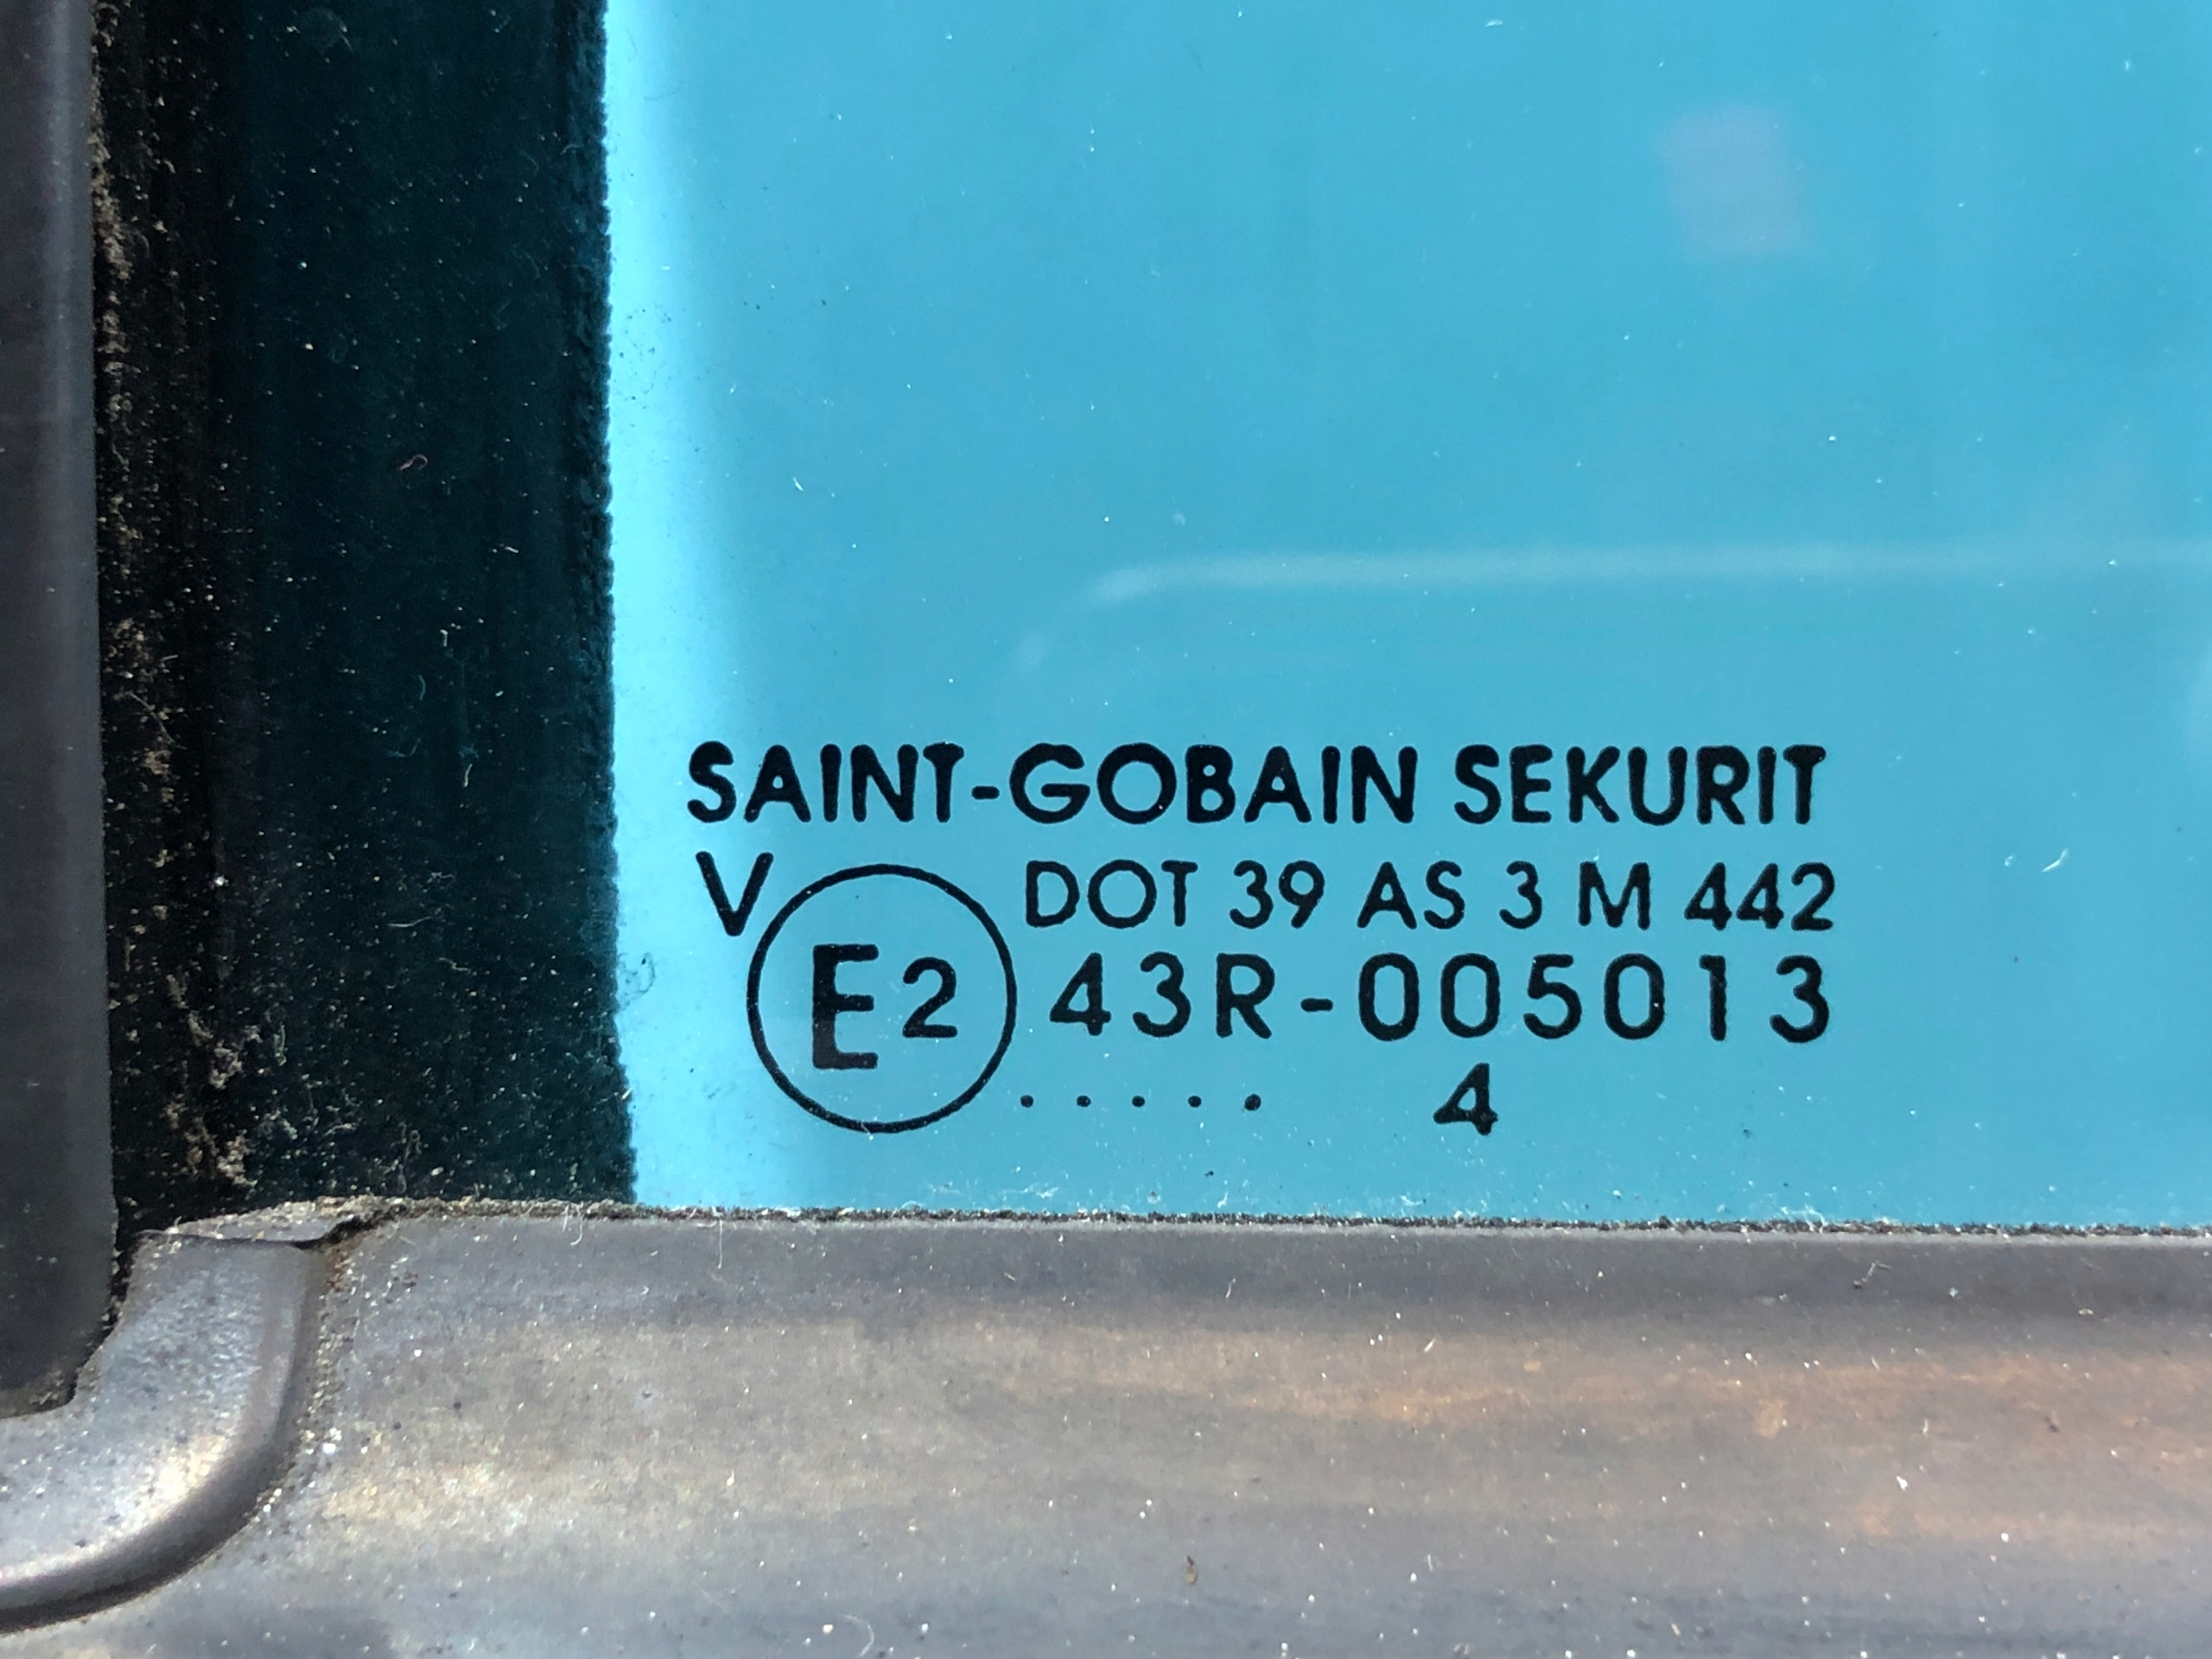 SAINT-GOBAIN SEKURIT
V DOT 39 AS 3 M 442
E2 43R-005013
..... 4